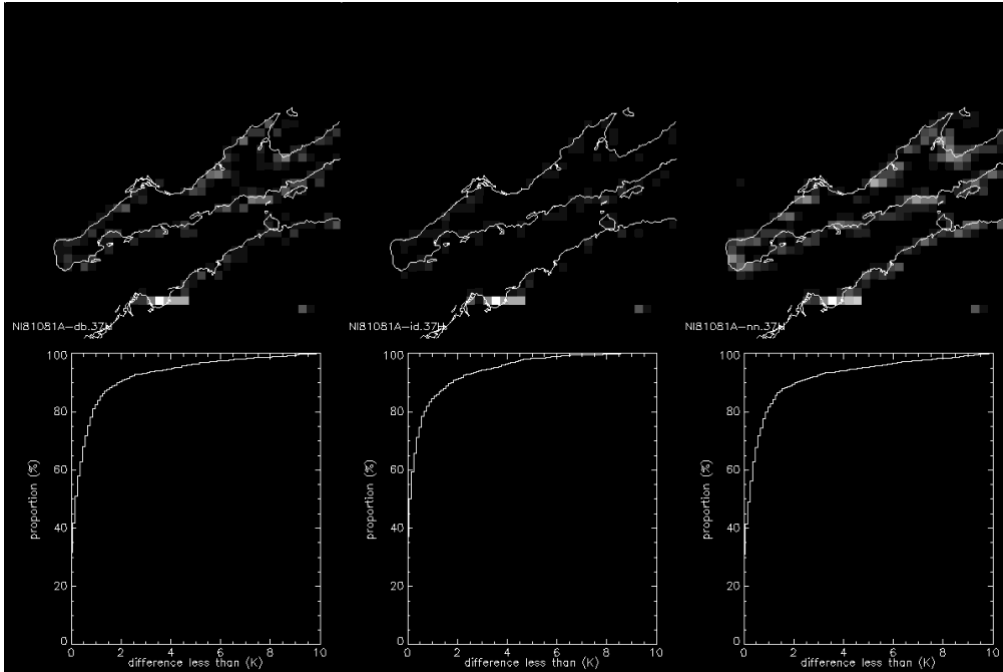 NI81081A-db.37H NI81081A-id.37H NI81081A-nn.37H
100 100 100
80 80 80
60 60 60
proportion (%) proportion (%) proportion (%)
40 40 40
20 20 20
0 0 0
0 2 4 6 8 10 0 2 4 6 8 10 0 2 4 6 8 10
difference less than (K) difference less than (K) difference less than (K)